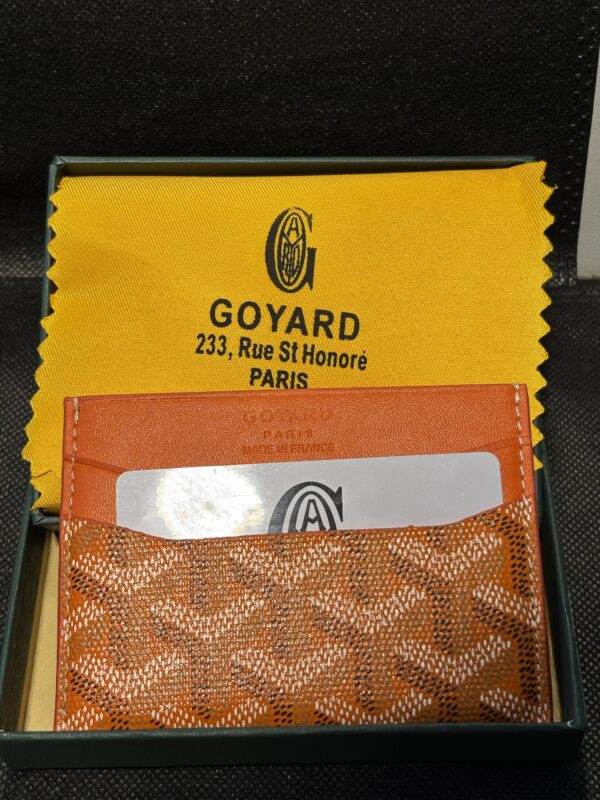 GOYARD
233, Rue St Honoré
PARIS
GOYARD
PARIS
MADE IN FRANCE